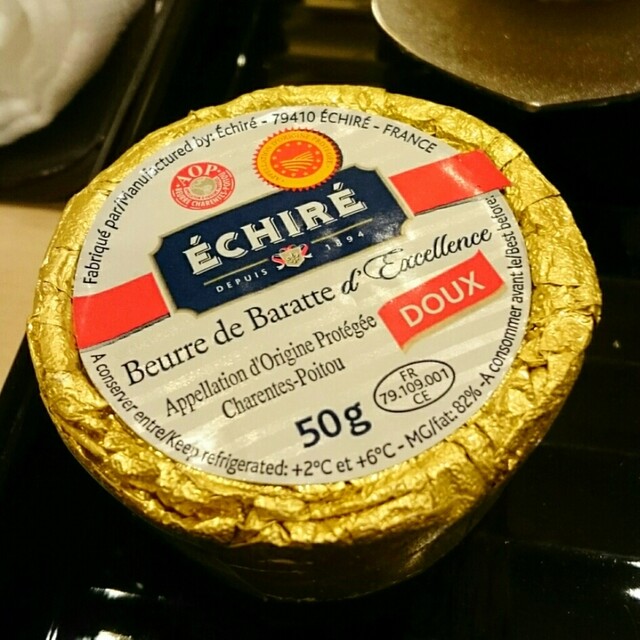 Fabriqué par/Manufactured by: Échiré - 79410 ÉCHIRÉ - FRANCE
AOP
BEURRE CHARENTES-POITOU
ÉCHIRÉ
DEPUIS 1894
Beurre de Baratte d'Excellence
DOUX
Appellation d'Origine Protégée
Charentes-Poitou
50g
FR
79.109.001
CE
A conserver entre/Keep refrigerated: +2°C et +6°C - MG/fat: 82% - A consommer avant le/best before: